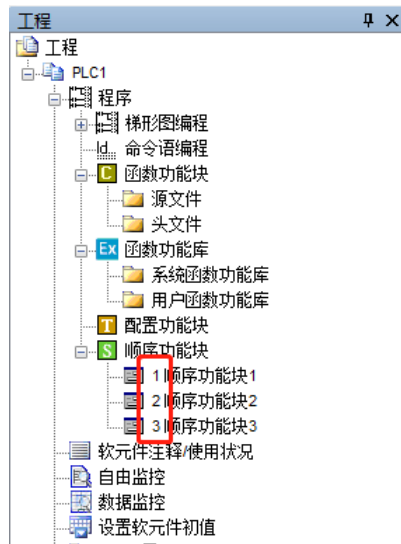 工程
工程
PLC1
程序
梯形图编程
命令语编程
C 函数功能块
源文件
头文件
Ex 函数功能库
系统函数功能库
用户函数功能库
T 配置功能块
S 顺序功能块
1 顺序功能块1
2 顺序功能块2
3 顺序功能块3
软元件注释/使用状况
自由监控
数据监控
设置软元件初值